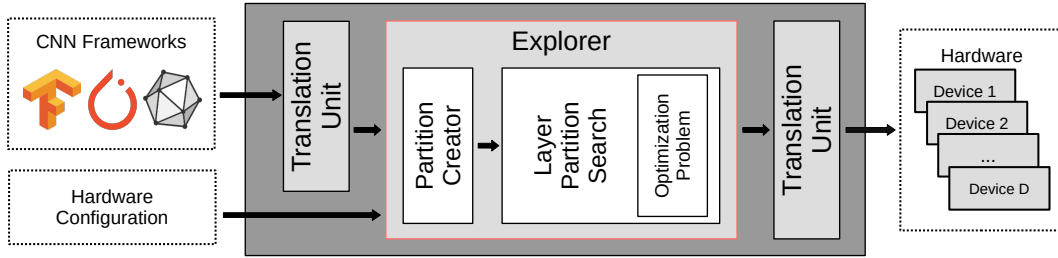 CNN Frameworks
Hardware
Configuration
Translation
Unit
Explorer
Partition
Creator
Layer
Partition
Search
Optimization
Problem
Translation
Unit
Hardware
Device 1
Device 2
...
Device D